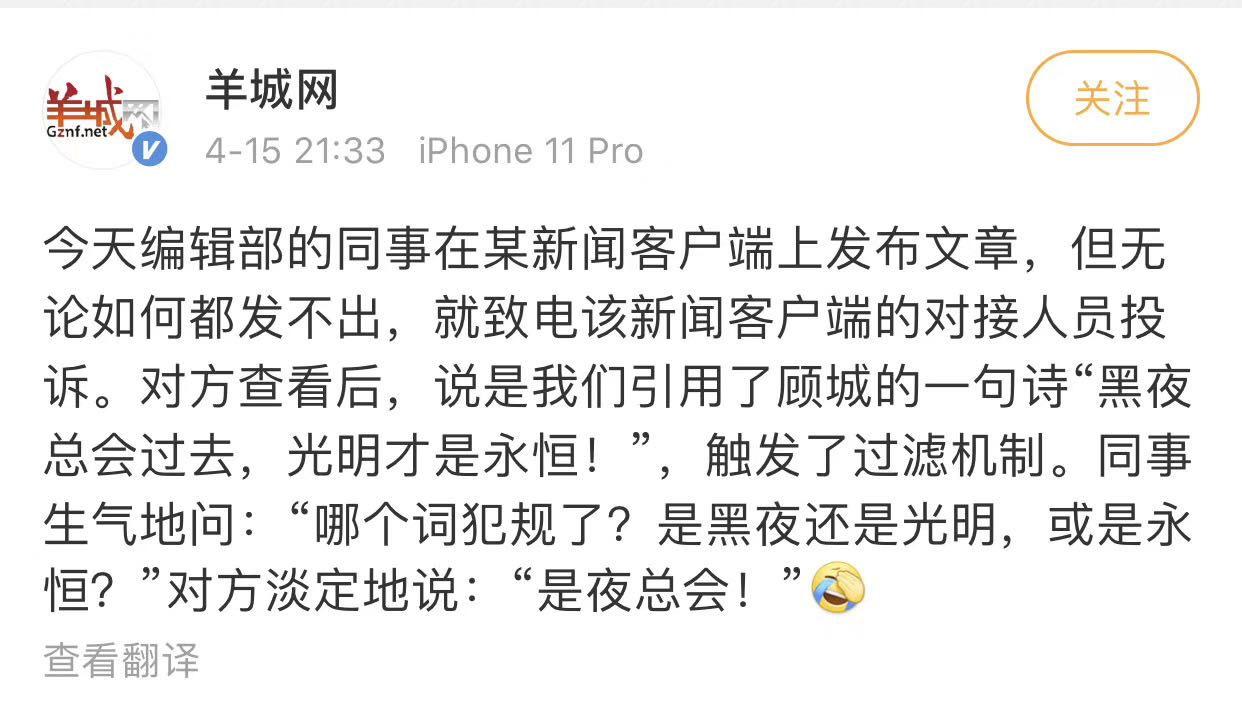 羊城网
Gznf.net
V
羊城网
4-15 21:33 iPhone 11 Pro
关注
今天编辑部的同事在某新闻客户端上发布文章，但无
论如何都发不出，就致电该新闻客户端的对接人员投
诉。对方查看后，说是我们引用了顾城的一句诗“黑夜
总会过去，光明才是永恒！”，触发了过滤机制。同事
生气地问：“哪个词犯规了？是黑夜还是光明，或是永
恒？”对方淡定地说：“是夜总会！”🤣
查看翻译